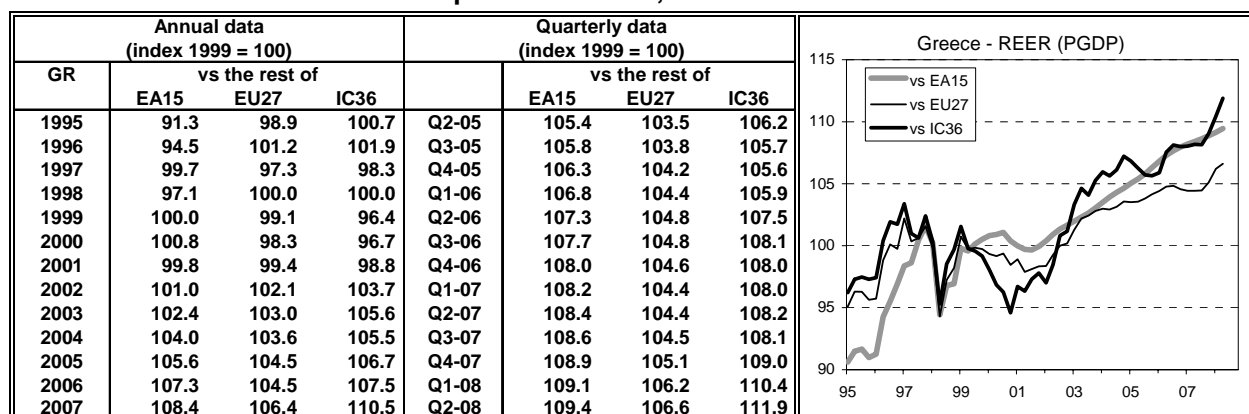 Annual data Quarterly data
(index 1999 = 100) (index 1999 = 100)
GR vs the rest of vs the rest of
EA15 EU27 IC36 EA15 EU27 IC36
1995 91.3 98.9 100.7 Q2-05 105.4 103.5 106.2
1996 94.5 101.2 101.9 Q3-05 105.8 103.8 105.7
1997 99.7 97.3 98.3 Q4-05 106.3 104.2 105.6
1998 97.1 100.0 100.0 Q1-06 106.8 104.4 105.9
1999 100.0 99.1 96.4 Q2-06 107.3 104.8 107.5
2000 100.8 98.3 96.7 Q3-06 107.7 104.8 108.1
2001 99.8 99.4 98.8 Q4-06 108.0 104.6 108.0
2002 101.0 102.1 103.7 Q1-07 108.2 104.4 108.0
2003 102.4 103.0 105.6 Q2-07 108.4 104.4 108.2
2004 104.0 103.6 105.5 Q3-07 108.6 104.5 108.1
2005 105.6 104.5 106.7 Q4-07 108.9 105.1 109.0
2006 107.3 104.5 107.5 Q1-08 109.1 106.2 110.4
2007 108.4 106.4 110.5 Q2-08 109.4 106.6 111.9
Greece - REER (PGDP)
115
vs EA15
vs EU27
vs IC36
110
105
100
95
90
95 97 99 01 03 05 07